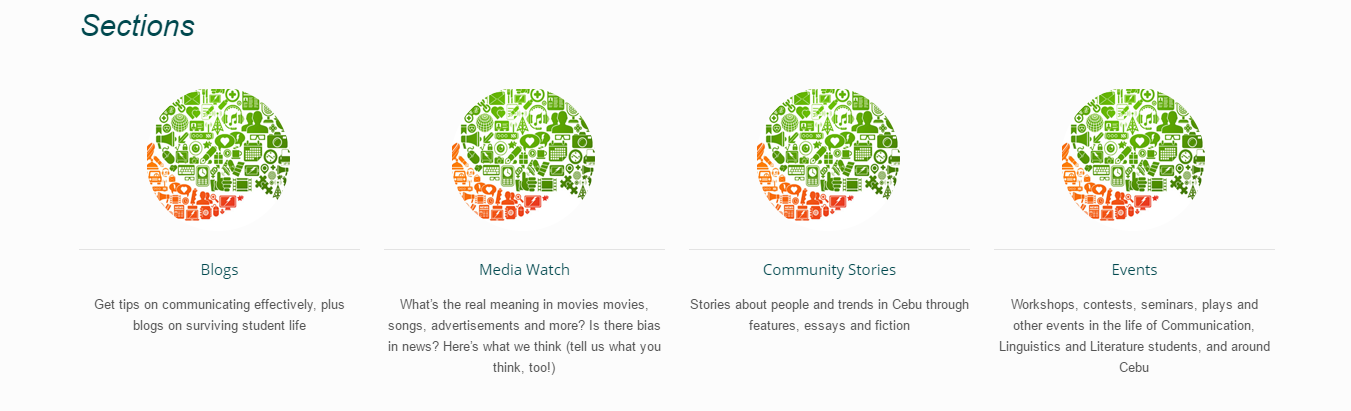 Sections
Blogs
Get tips on communicating effectively, plus
blogs on surviving student life
Media Watch
What's the real meaning in movies movies,
songs, advertisements and more? Is there bias
in news? Here's what we think (tell us what you
think, too!)
Community Stories
Stories about people and trends in Cebu through
features, essays and fiction
Events
Workshops, contests, seminars, plays and
other events in the life of Communication,
Linguistics and Literature students, and around
Cebu